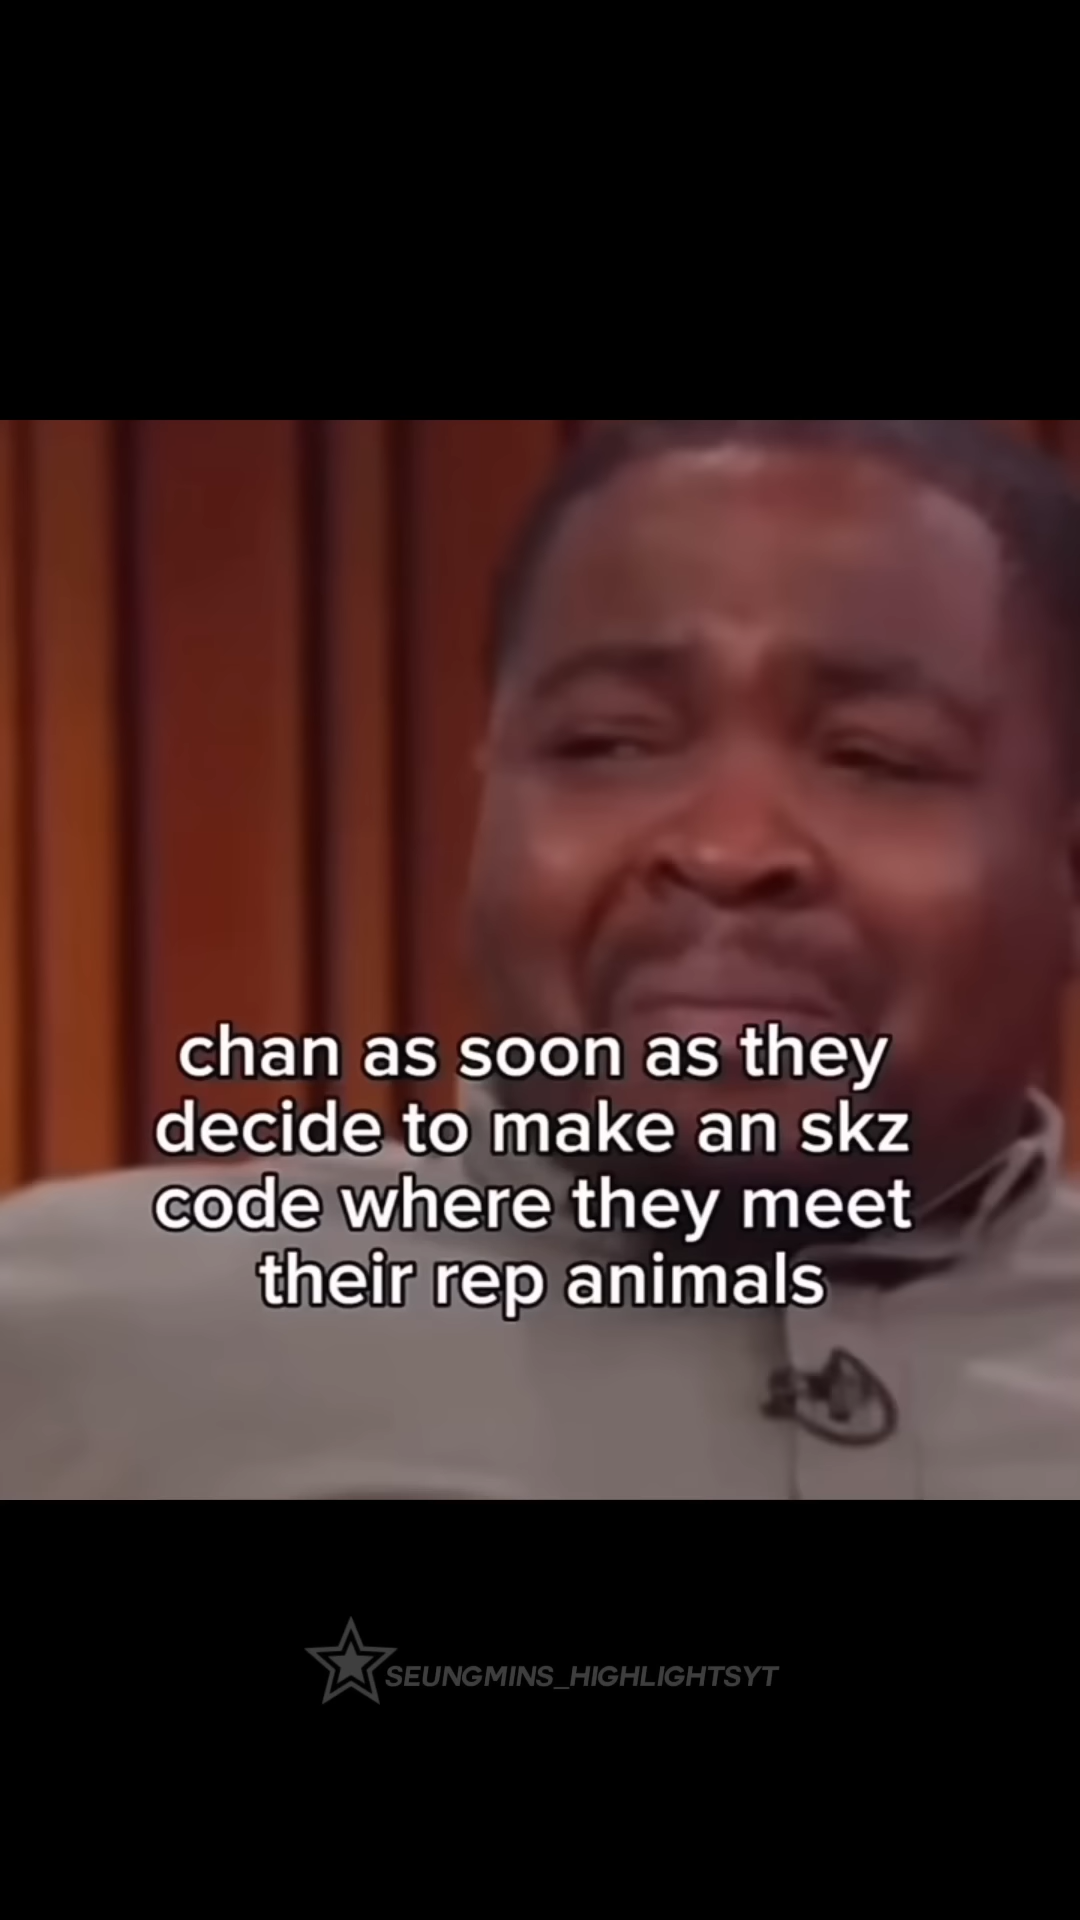 chan as soon as they
decide to make an skz
code where they meet
their rep animals
SEUNGMINS_HIGHLIGHTSYT